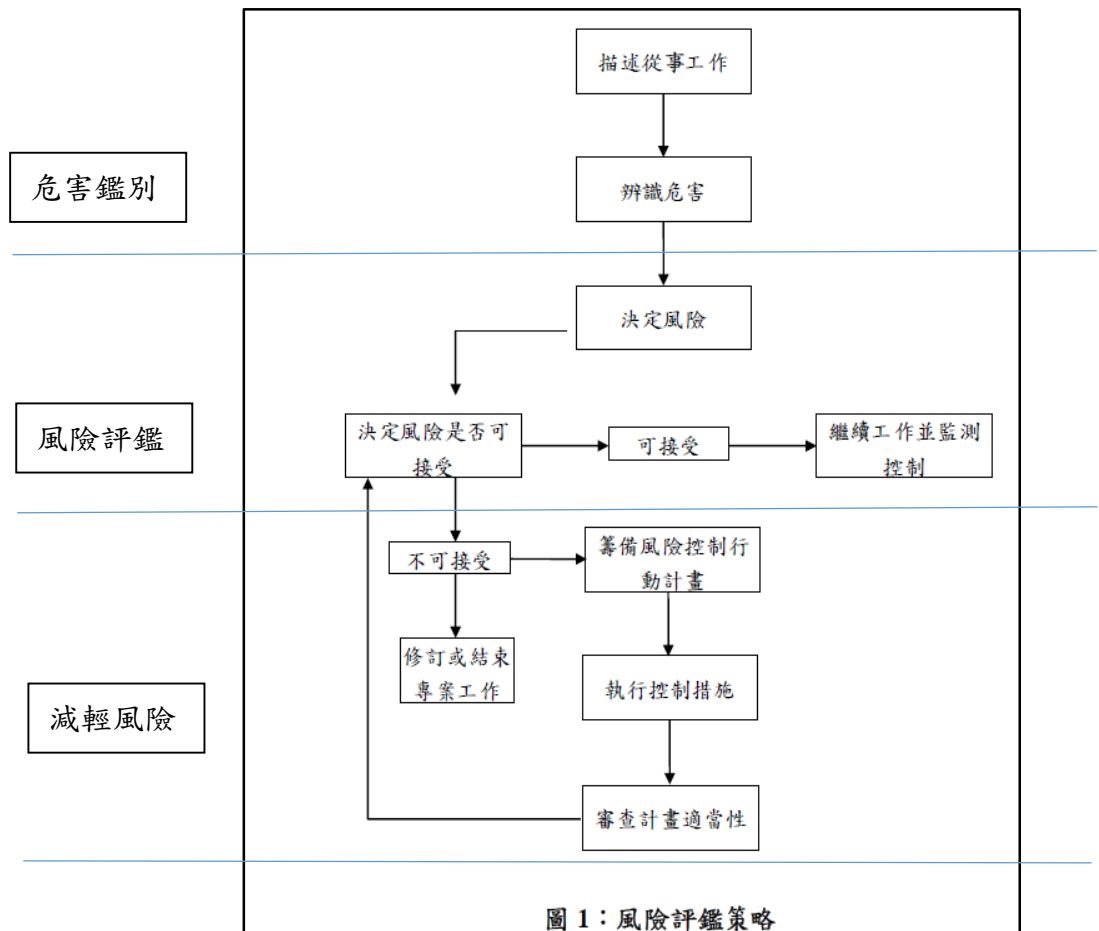 描述從事工作
危害鑑別
辨識危害
決定風險
風險評鑑
決定風險是否可
接受
可接受
繼續工作並監測
控制
不可接受
籌備風險控制行
動計畫
修訂或結束
專案工作
執行控制措施
減輕風險
審查計畫適當性
圖 1：風險評鑑策略